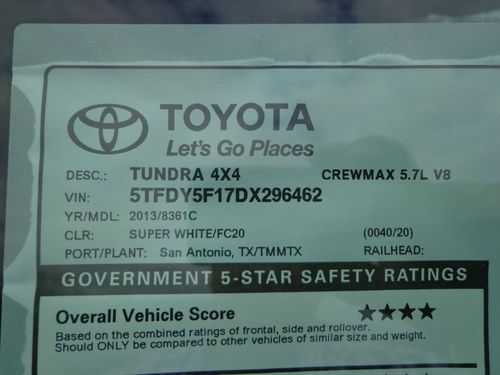 TOYOTA
Let's Go Places
DESC.: TUNDRA 4X4 CREWMAX 5.7L V8
VIN: 5TFDY5F17DX296462
YR/MDL: 2013/8361C
CLR: SUPER WHITE/FC20 (0040/20)
PORT/PLANT: San Antonio, TX/TMMTX RAILHEAD:
GOVERNMENT 5-STAR SAFETY RATINGS
Overall Vehicle Score ★★★★
Based on the combined ratings of frontal, side and rollover.
Should ONLY be compared to other vehicles of similar size and weight.